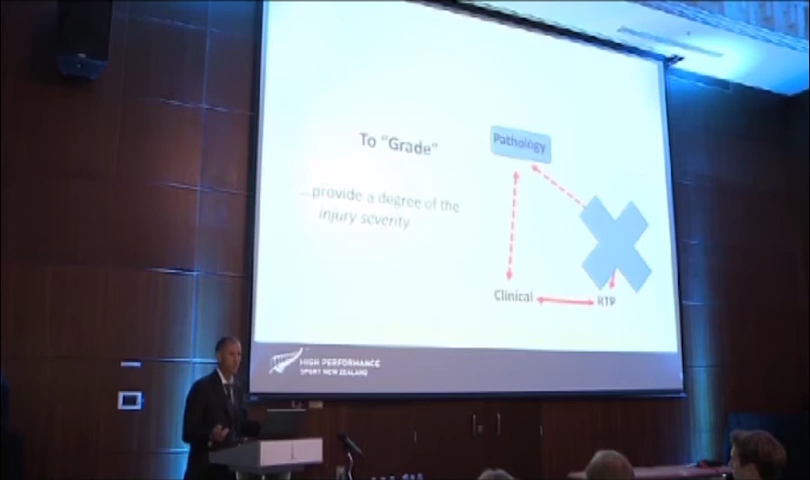 To "Grade"
Pathology
...provide a degree of the
injury severity
Clinical
RTP
HIGH PERFORMANCE
SPORT NEW ZEALAND